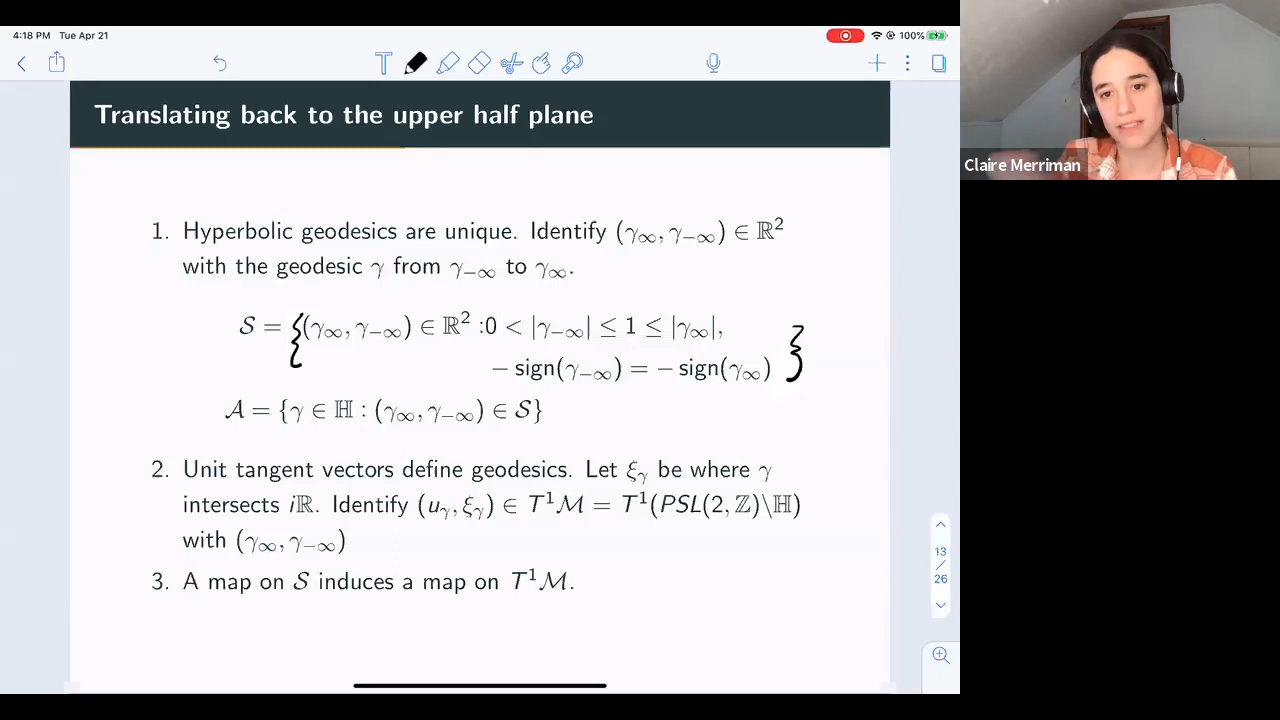 4:18 PM Tue Apr 21
100%
Translating back to the upper half plane
Claire Merriman
1. Hyperbolic geodesics are unique. Identify (γ∞, γ−∞) ∈ ℝ²
with the geodesic γ from γ−∞ to γ∞.
𝒮 = {(γ∞, γ−∞) ∈ ℝ² :0 < |γ−∞| ≤ 1 ≤ |γ∞|,
− sign(γ−∞) = − sign(γ∞) }
𝒜 = {γ ∈ ℍ : (γ∞, γ−∞) ∈ 𝒮}
2. Unit tangent vectors define geodesics. Let ξγ be where γ
intersects iℝ. Identify (uγ, ξγ) ∈ T¹ℳ = T¹(PSL(2, ℤ)\ℍ)
with (γ∞, γ−∞)
3. A map on 𝒮 induces a map on T¹ℳ.
13
/
26